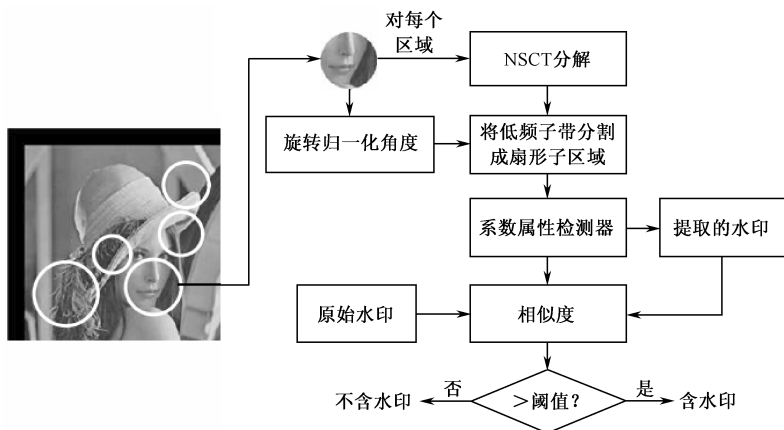 对每个
区域
NSCT分解
旋转归一化角度
将低频子带分割
成扇形子区域
系数属性检测器
提取的水印
原始水印
相似度
不含水印
否
>阈值？
是
含水印